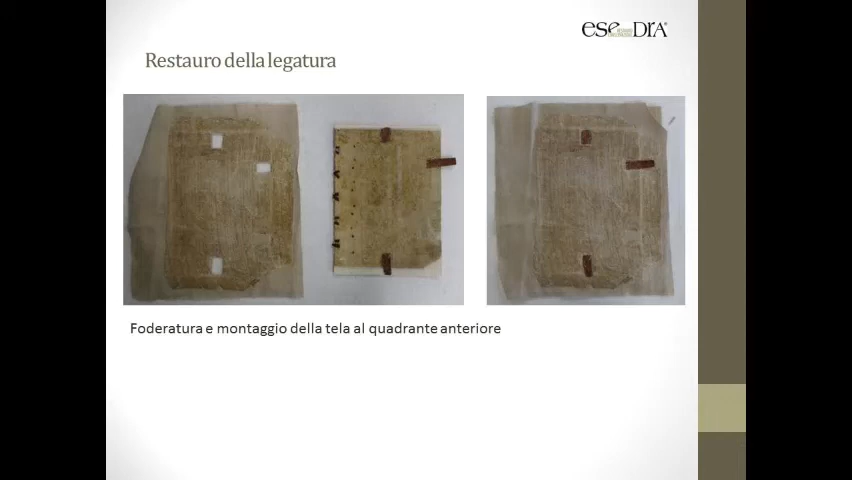 eseDrA
Restauro della legatura
Foderatura e montaggio della tela al quadrante anteriore